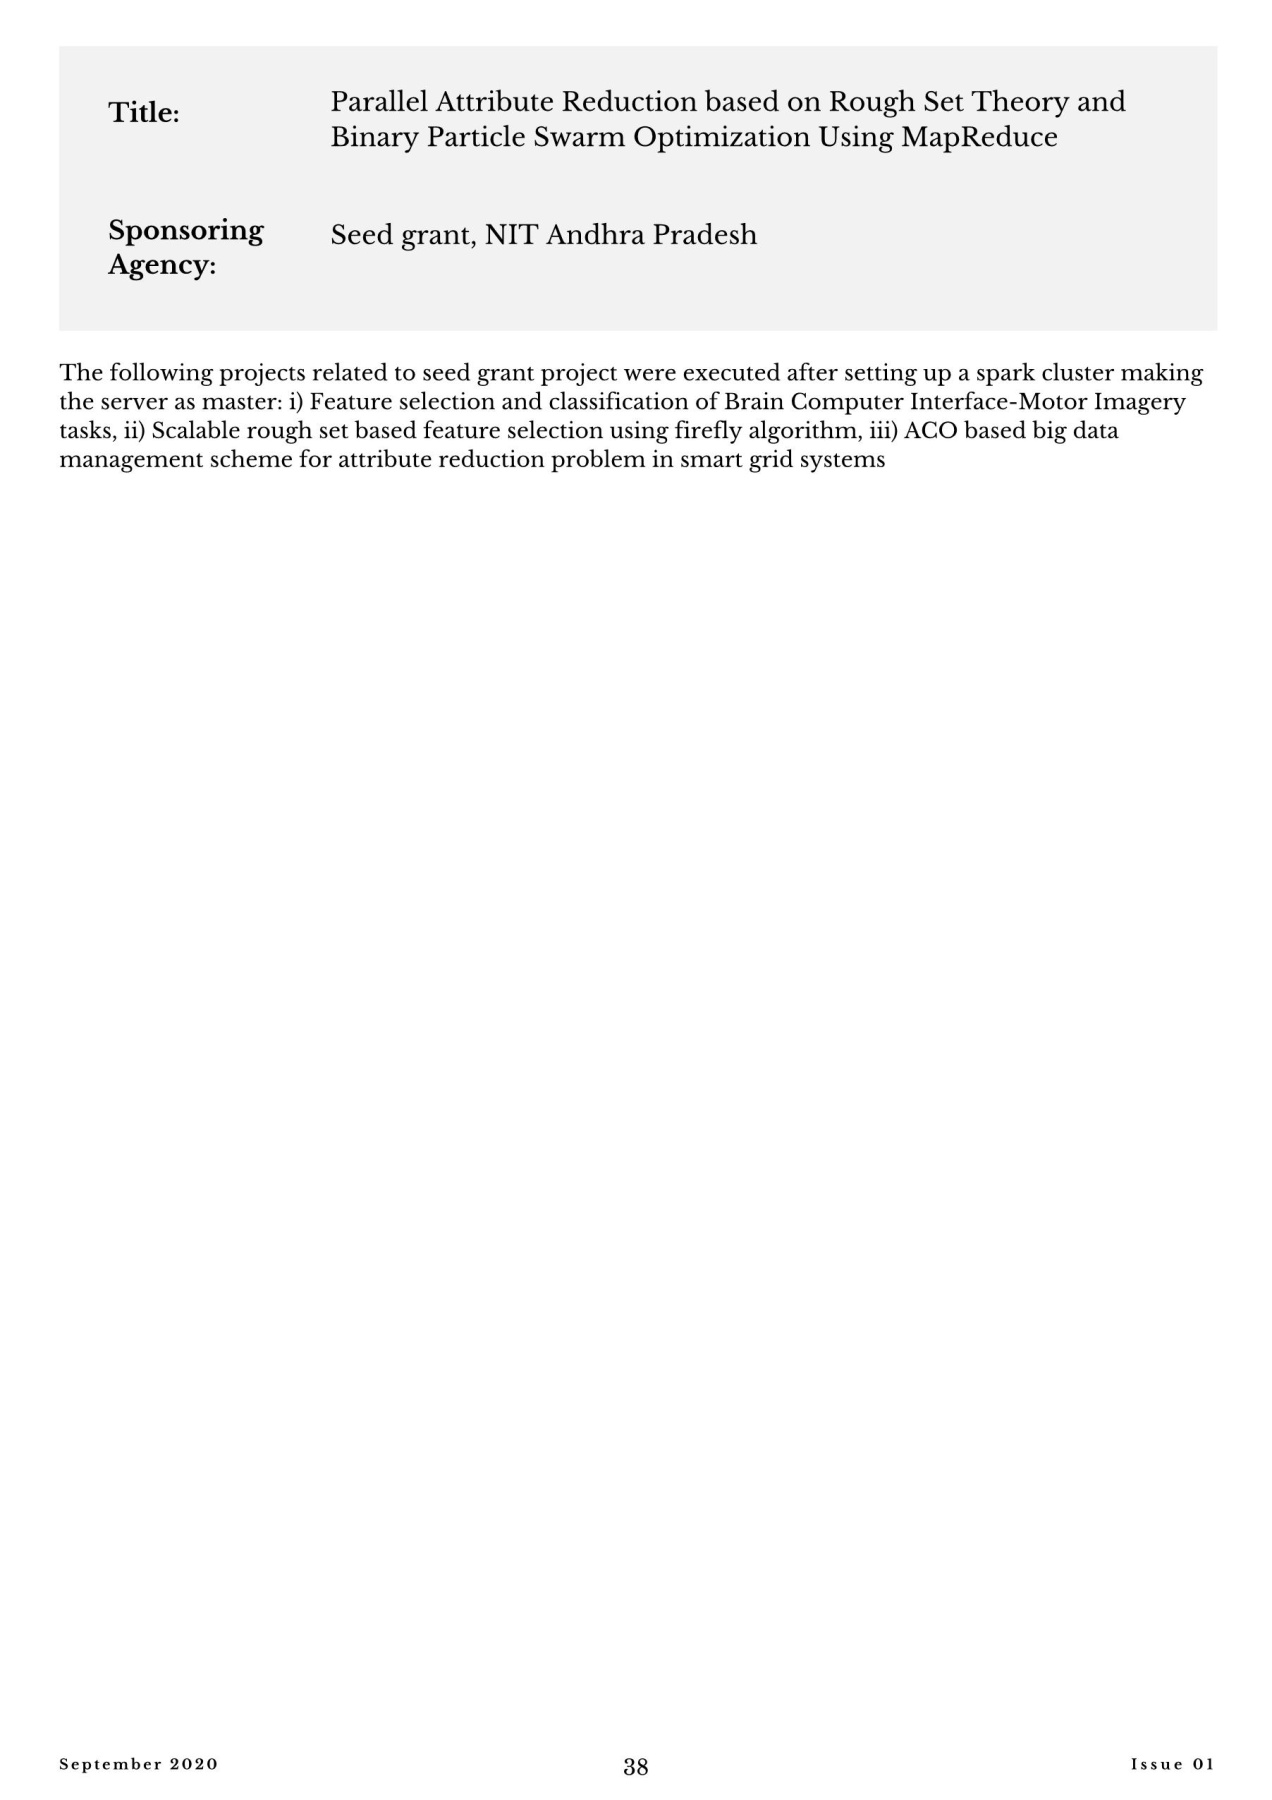 Title:
Parallel Attribute Reduction based on Rough Set Theory and
Binary Particle Swarm Optimization Using MapReduce
Sponsoring
Agency:
Seed grant, NIT Andhra Pradesh
The following projects related to seed grant project were executed after setting up a spark cluster making
the server as master: i) Feature selection and classification of Brain Computer Interface-Motor Imagery
tasks, ii) Scalable rough set based feature selection using firefly algorithm, iii) ACO based big data
management scheme for attribute reduction problem in smart grid systems
September 2020
38
Issue 01